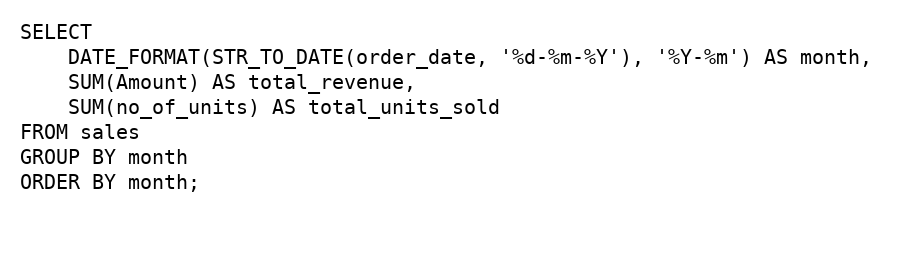 SELECT
    DATE_FORMAT(STR_TO_DATE(order_date, '%d-%m-%Y'), '%Y-%m') AS month,
    SUM(Amount) AS total_revenue,
    SUM(no_of_units) AS total_units_sold
FROM sales
GROUP BY month
ORDER BY month;